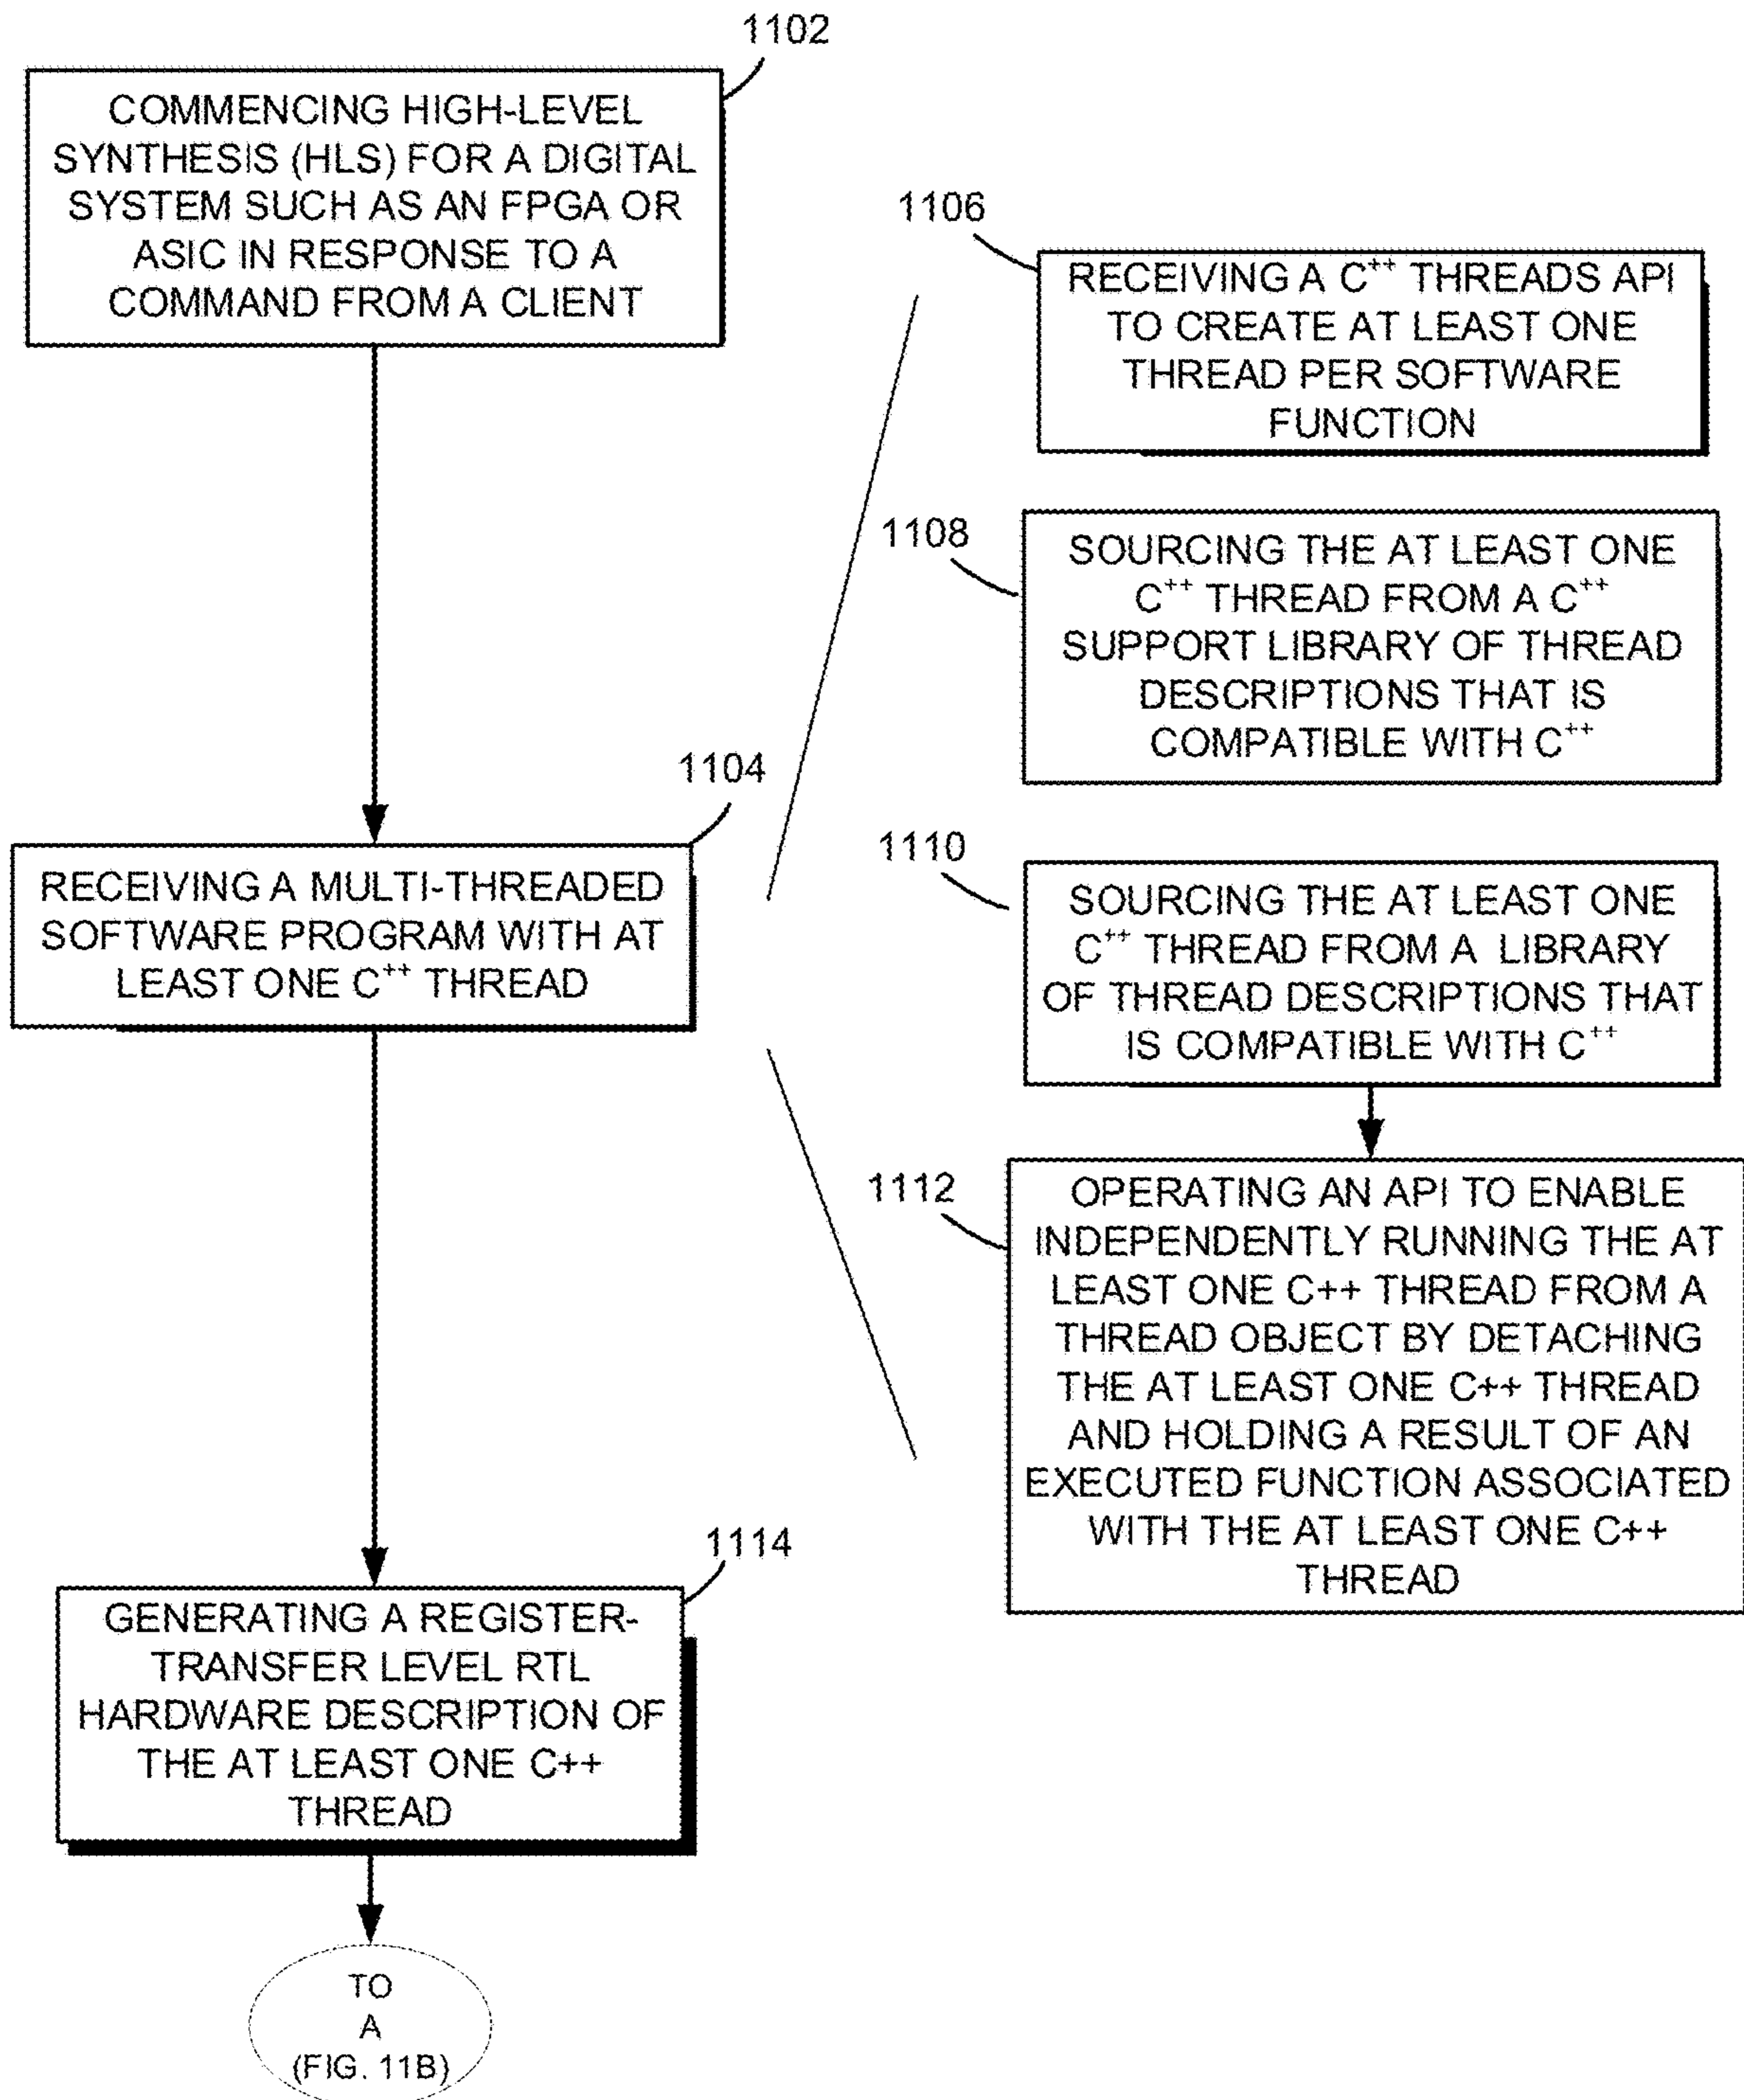 1102
COMMENCING HIGH-LEVEL
SYNTHESIS (HLS) FOR A DIGITAL
SYSTEM SUCH AS AN FPGA OR
ASIC IN RESPONSE TO A
COMMAND FROM A CLIENT
1104
RECEIVING A MULTI-THREADED
SOFTWARE PROGRAM WITH AT
LEAST ONE C++ THREAD
1106
RECEIVING A C++ THREADS API
TO CREATE AT LEAST ONE
THREAD PER SOFTWARE
FUNCTION
1108
SOURCING THE AT LEAST ONE
C++ THREAD FROM A C++
SUPPORT LIBRARY OF THREAD
DESCRIPTIONS THAT IS
COMPATIBLE WITH C++
1110
SOURCING THE AT LEAST ONE
C++ THREAD FROM A LIBRARY
OF THREAD DESCRIPTIONS THAT
IS COMPATIBLE WITH C++
1112
OPERATING AN API TO ENABLE
INDEPENDENTLY RUNNING THE AT
LEAST ONE C++ THREAD FROM A
THREAD OBJECT BY DETACHING
THE AT LEAST ONE C++ THREAD
AND HOLDING A RESULT OF AN
EXECUTED FUNCTION ASSOCIATED
WITH THE AT LEAST ONE C++
THREAD
1114
GENERATING A REGISTER-
TRANSFER LEVEL RTL
HARDWARE DESCRIPTION OF
THE AT LEAST ONE C++
THREAD
TO
A
(FIG. 11B)